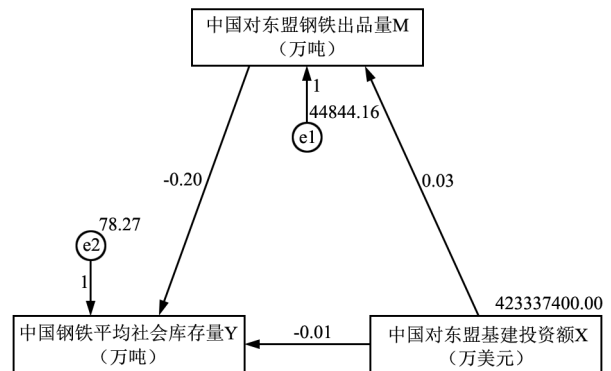 中国对东盟钢铁出品量M
（万吨）
1
44844.16
e1
-0.20
0.03
78.27
e2
1
423337400.00
中国钢铁平均社会库存量Y
（万吨）
-0.01
中国对东盟基建投资额X
（万美元）